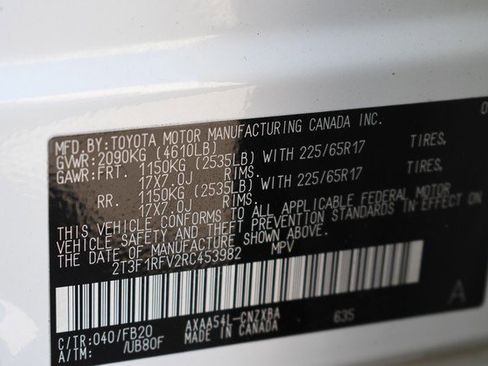 MFD.BY:TOYOTA MOTOR MANUFACTURING CANADA INC.
GVWR:2090KG (4610LB)
GAWR:FRT. 1150KG (2535LB) WITH 225/65R17 TIRES.
17X7.0J RIMS.
RR. 1150KG (2535LB) WITH 225/65R17 TIRES.
17X7.0J RIMS.
THIS VEHICLE CONFORMS TO ALL APPLICABLE FEDERAL MOTOR
VEHICLE SAFETY AND THEFT PREVENTION STANDARDS IN EFFECT ON
THE DATE OF MANUFACTURE SHOWN ABOVE.
2T3F1RFV2RC453982 MPV
C/TR:040/FB20 AXAA54L-CNZXBA 635
A/TM: /UB80F MADE IN CANADA
A